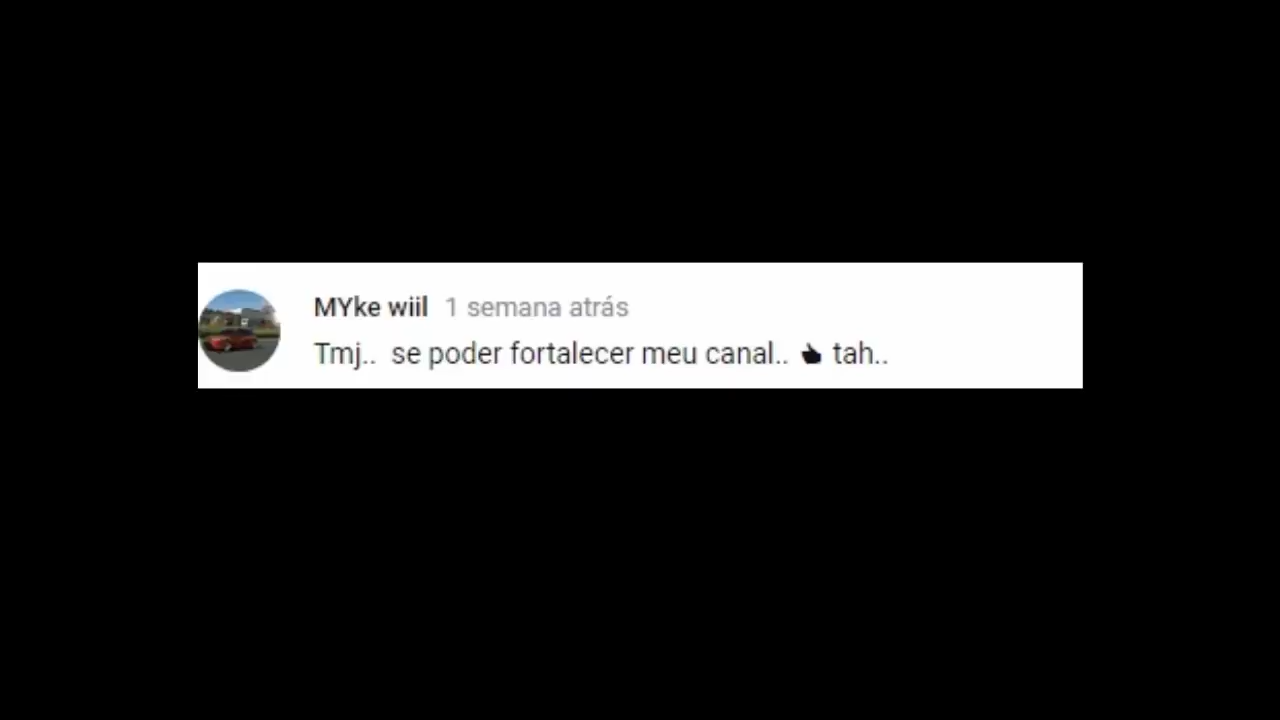 MYke wiil 1 semana atrás
Tmj.. se poder fortalecer meu canal.. 👍 tah..